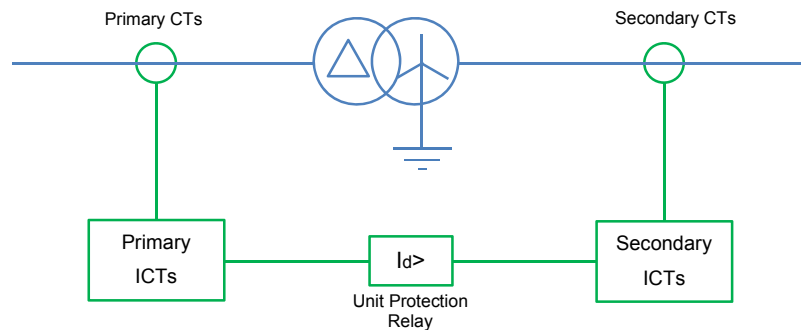 Primary CTs
Secondary CTs
Primary
ICTs
Id>
Secondary
ICTs
Unit Protection
Relay